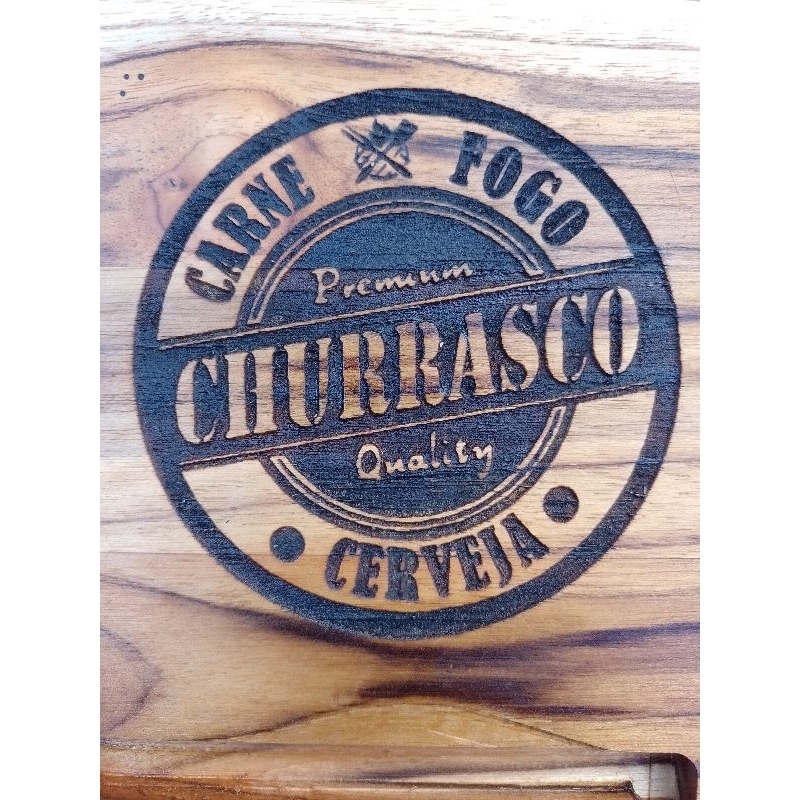 CARNE FOGO
Premium
CHURRASCO
Quality
CERVEJA